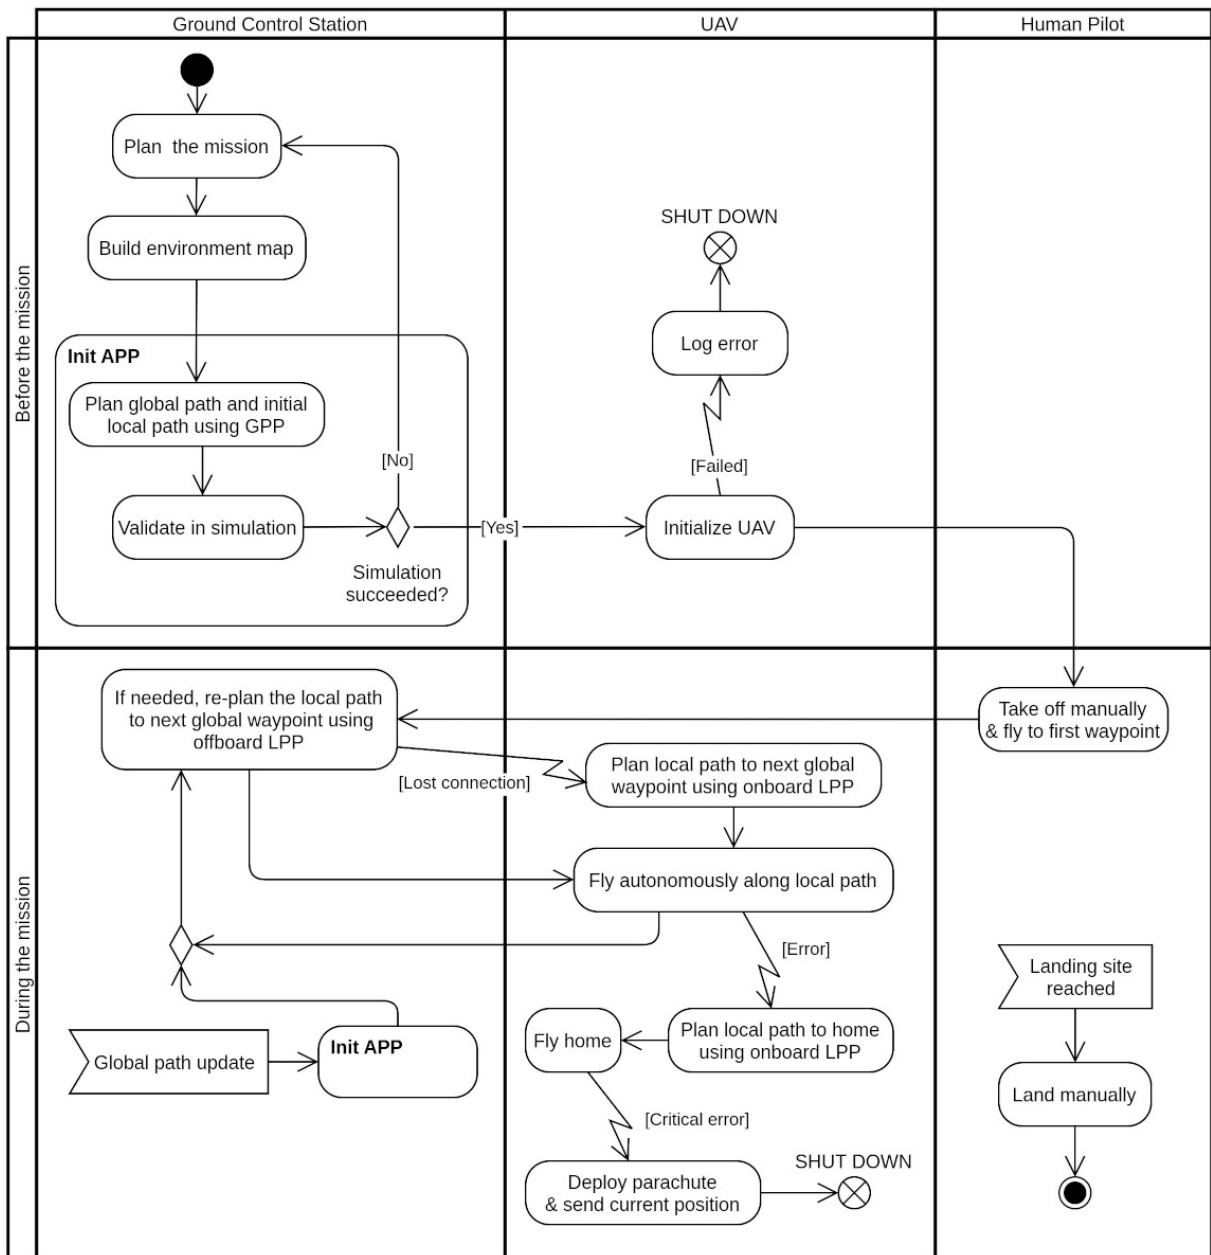 Ground Control Station
UAV
Human Pilot
Before the mission
Plan the mission
Build environment map
Init APP
Plan global path and initial
local path using GPP
Validate in simulation
[No]
Simulation
succeeded?
[Yes]
SHUT DOWN
Log error
[Failed]
Initialize UAV
During the mission
If needed, re-plan the local path
to next global waypoint using
offboard LPP
Take off manually
& fly to first waypoint
[Lost connection]
Plan local path to next global
waypoint using onboard LPP
Fly autonomously along local path
[Error]
Global path update
Init APP
Fly home
Plan local path to home
using onboard LPP
[Critical error]
Deploy parachute
& send current position
SHUT DOWN
Landing site
reached
Land manually